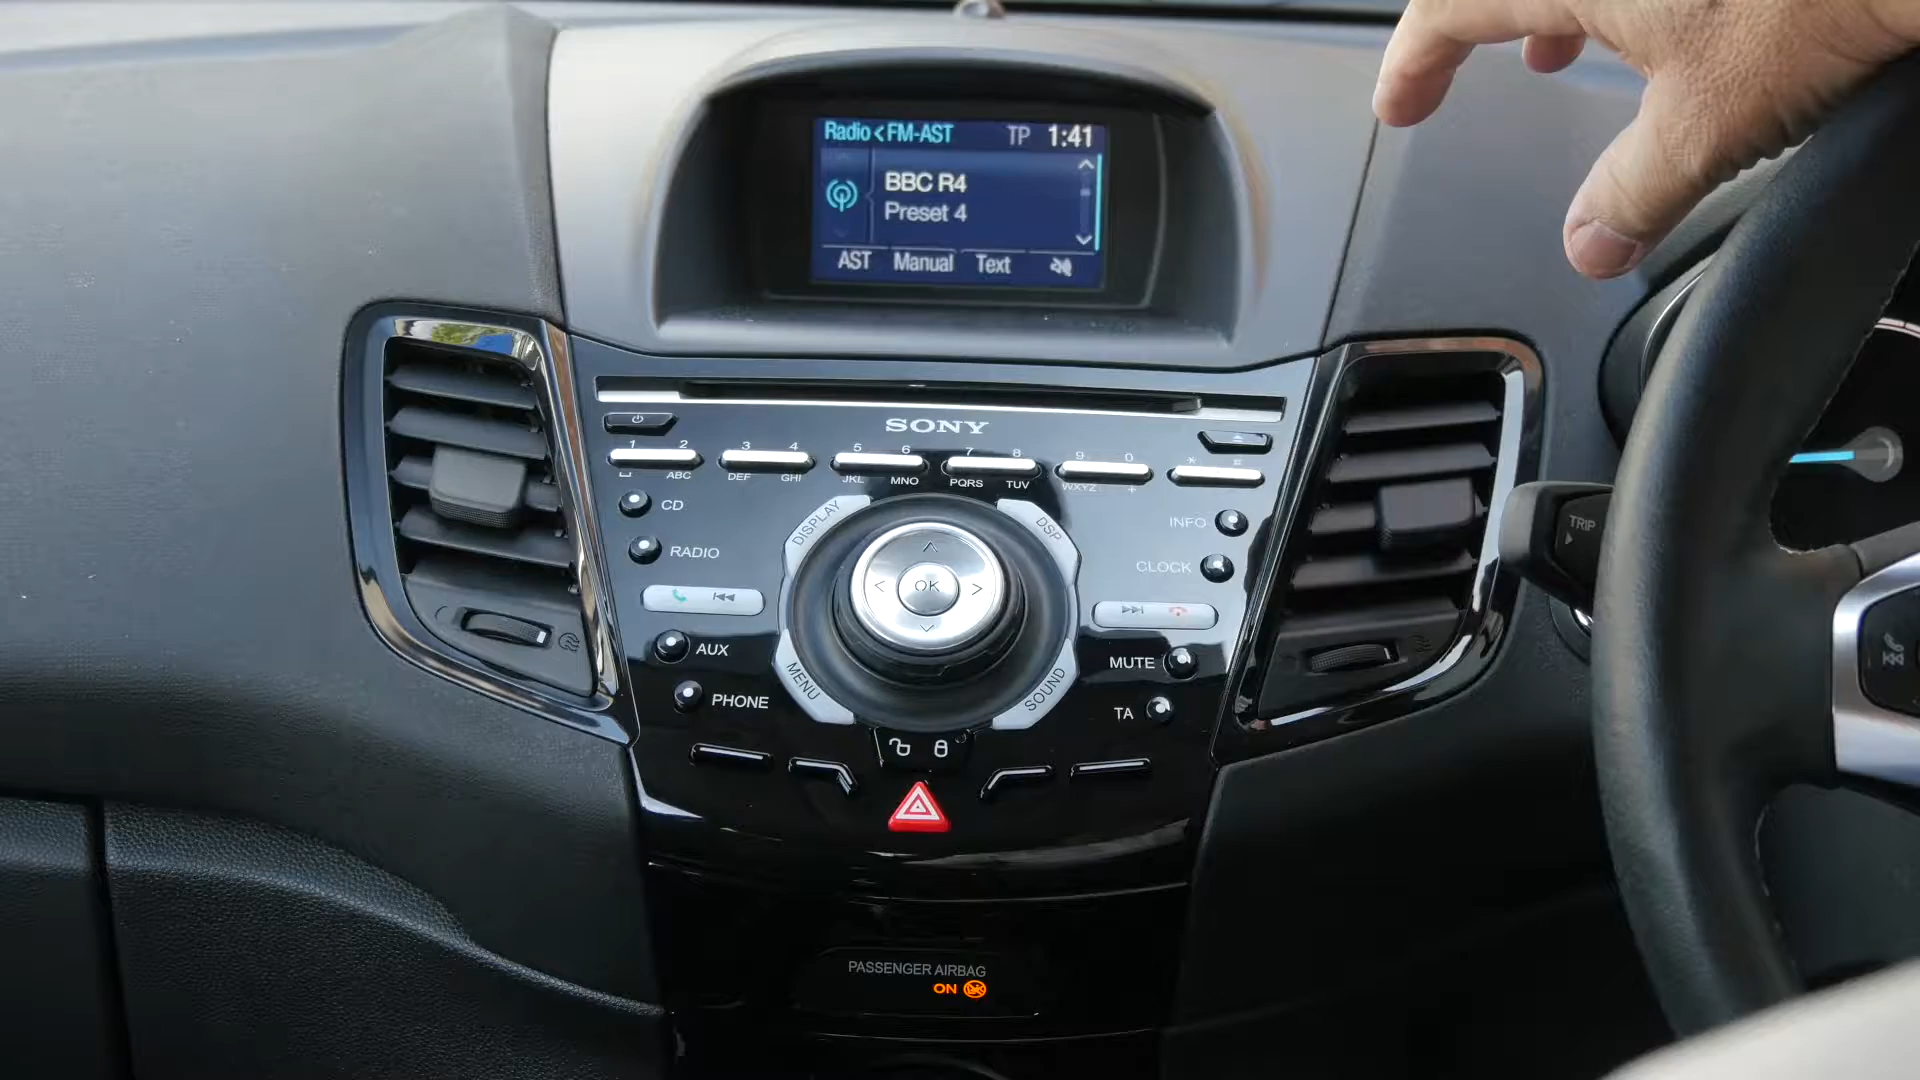 Radio < FM-AST TP 1:41
BBC R4
Preset 4
AST Manual Text
SONY
1 2 3 4 5 6 7 8 9 0 * #
ABC DEF GHI JKL MNO PQRS TUV WXYZ +
CD
DISPLAY
DSP
INFO
RADIO
CLOCK
OK
AUX
MENU
SOUND
MUTE
PHONE
TA
TRIP
PASSENGER AIRBAG
ON